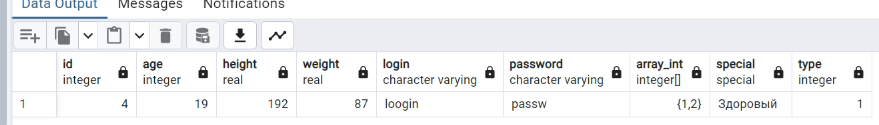 Data Output Messages Notifications
id age height weight login password array_int special type
integer integer real real character varying character varying integer[] special integer
1 4 19 192 87 loogin passw {1,2} Здоровый 1